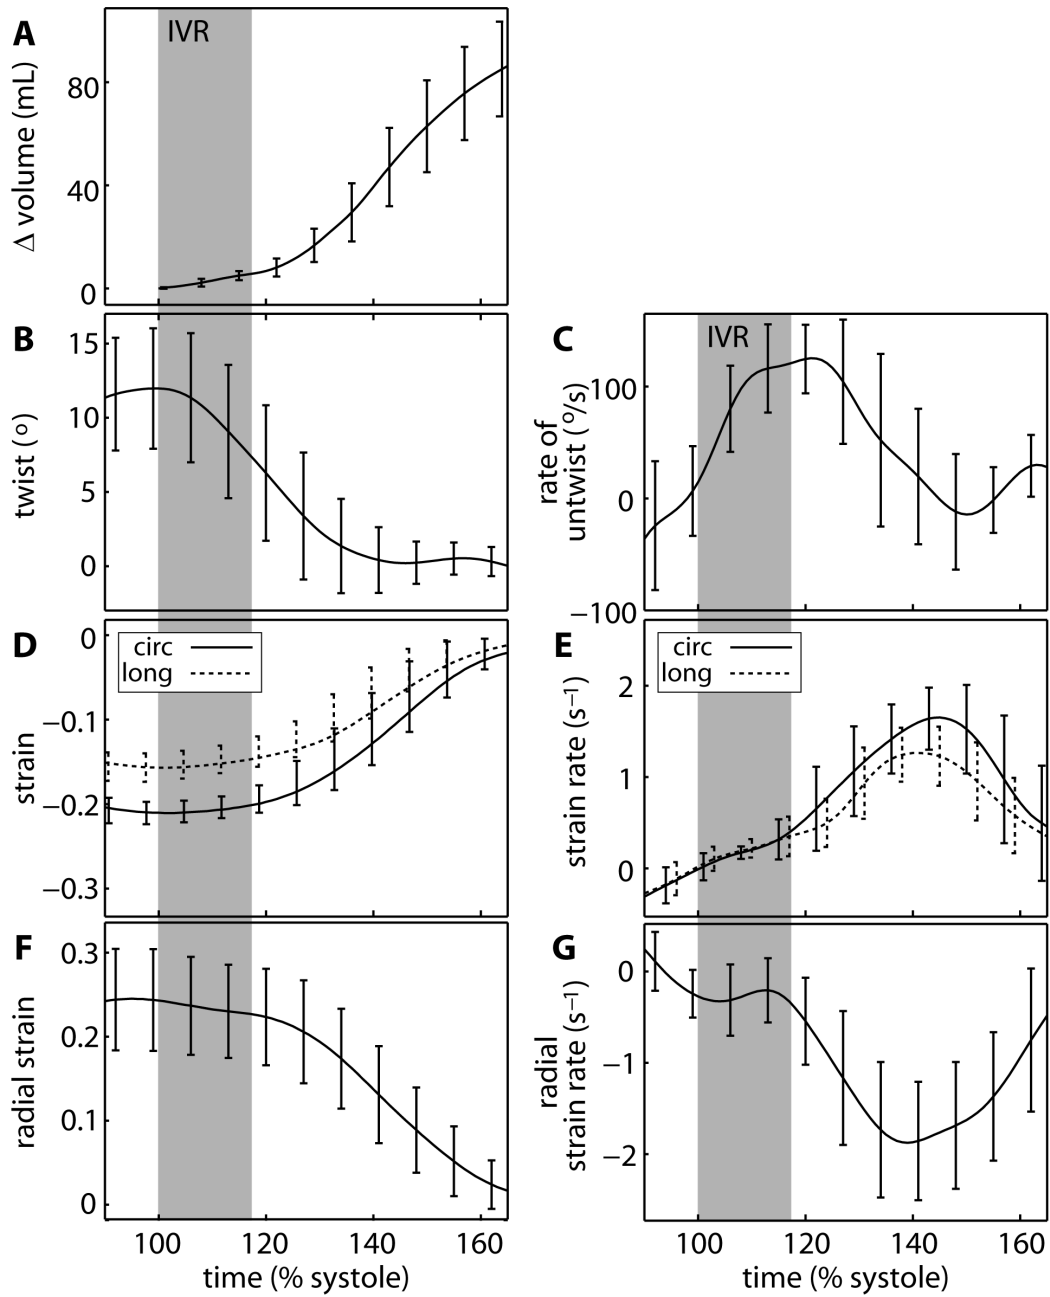 A
IVR
Δ volume (mL)
80
40
0
B
twist (º)
15
10
5
0
C
IVR
rate of
untwist (º/s)
100
0
−100
D
circ
long
strain
0
−0.1
−0.2
−0.3
E
circ
long
strain rate (s⁻¹)
2
1
0
F
radial strain
0.3
0.2
0.1
0
100 120 140 160
time (% systole)
G
radial
strain rate (s⁻¹)
0
−1
−2
100 120 140 160
time (% systole)